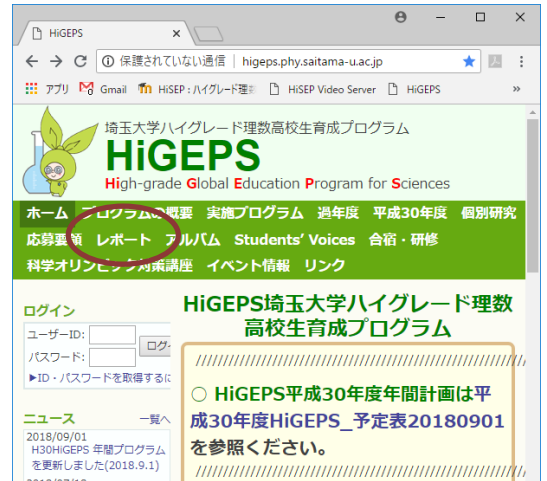 HiGEPS
保護されていない通信 | higeps.phy.saitama-u.ac.jp
アプリ Gmail HiSEP : ハイグレード理 HiSEP Video Server HiGEPS »
埼玉大学ハイグレード理数高校生育成プログラム
HiGEPS
High-grade Global Education Program for Sciences
ホーム プログラムの概要 実施プログラム 過年度 平成30年度 個別研究
応募要領 レポート アルバム Students' Voices 合宿・研修
科学オリンピック対策講座 イベント情報 リンク
ログイン
ユーザーID:
パスワード:
ログ
▶ID・パスワードを取得するに
ニュース 一覧へ
2018/09/01
H30HiGEPS 年間プログラム
を更新しました(2018.9.1)
HiGEPS埼玉大学ハイグレード理数
高校生育成プログラム
○ HiGEPS平成30年度年間計画は平
成30年度HiGEPS_予定表20180901
を参照ください。